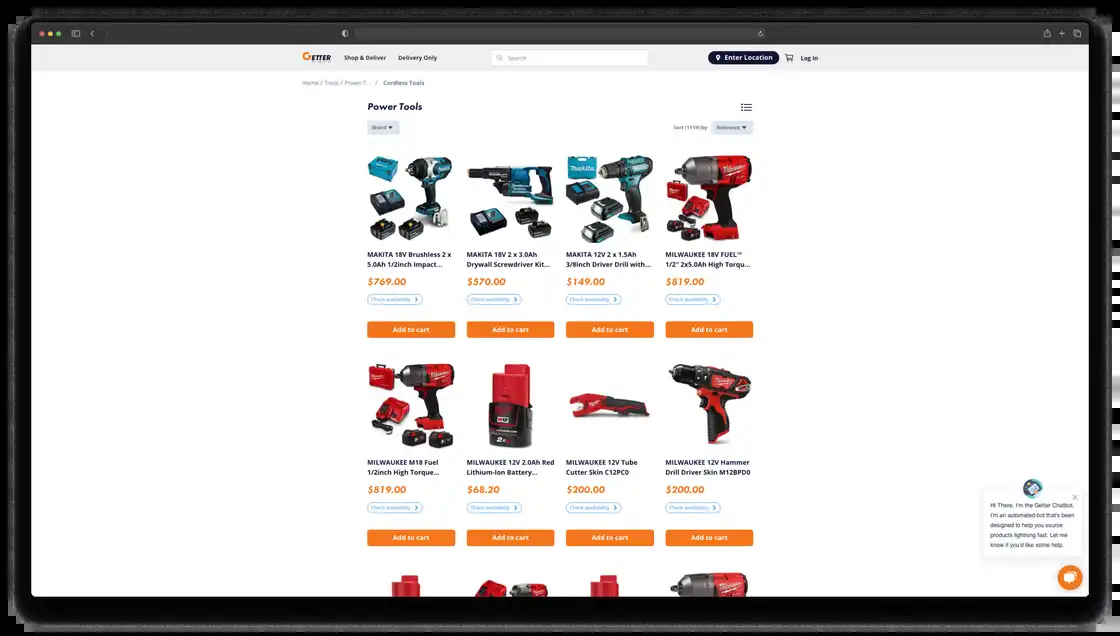 GETTER
Shop & Deliver
Delivery Only
Search
Enter Location
Log In
Home / Tools / Power T... / Cordless Tools
Power Tools
Brand
Sort (1119) by:
Relevance
MAKITA 18V Brushless 2 x
5.0Ah 1/2inch Impact...
$769.00
Check availability
Add to cart
MAKITA 18V 2 x 3.0Ah
Drywall Screwdriver Kit...
$570.00
Check availability
Add to cart
MAKITA 12V 2 x 1.5Ah
3/8inch Driver Drill with...
$149.00
Check availability
Add to cart
MILWAUKEE 18V FUEL™
1/2" 2x5.0Ah High Torqu...
$819.00
Check availability
Add to cart
MILWAUKEE M18 Fuel
1/2inch High Torque...
$819.00
Check availability
Add to cart
MILWAUKEE 12V 2.0Ah Red
Lithium-Ion Battery...
$68.20
Check availability
Add to cart
MILWAUKEE 12V Tube
Cutter Skin C12PC0
$200.00
Check availability
Add to cart
MILWAUKEE 12V Hammer
Drill Driver Skin M12BPD0
$200.00
Check availability
Add to cart
Hi There, I'm the Getter Chatbot.
I'm an automated bot that's been
designed to help you source
products lightning fast. Let me
know if you'd like some help.